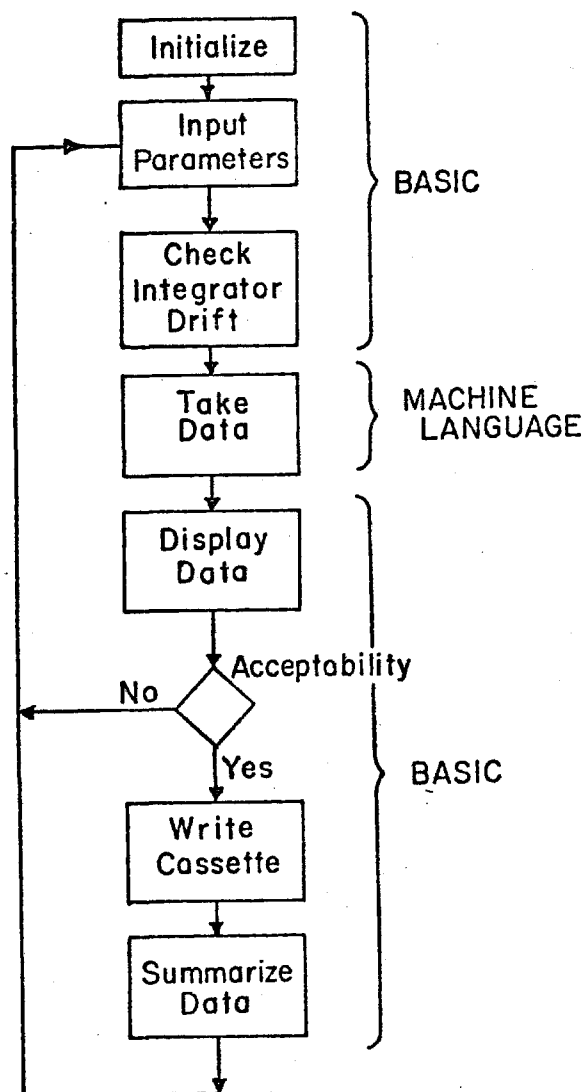 Initialize
Input
Parameters
BASIC
Check
Integrator
Drift
Take
Data
MACHINE
LANGUAGE
Display
Data
Acceptability
No
Yes
BASIC
Write
Cassette
Summarize
Data